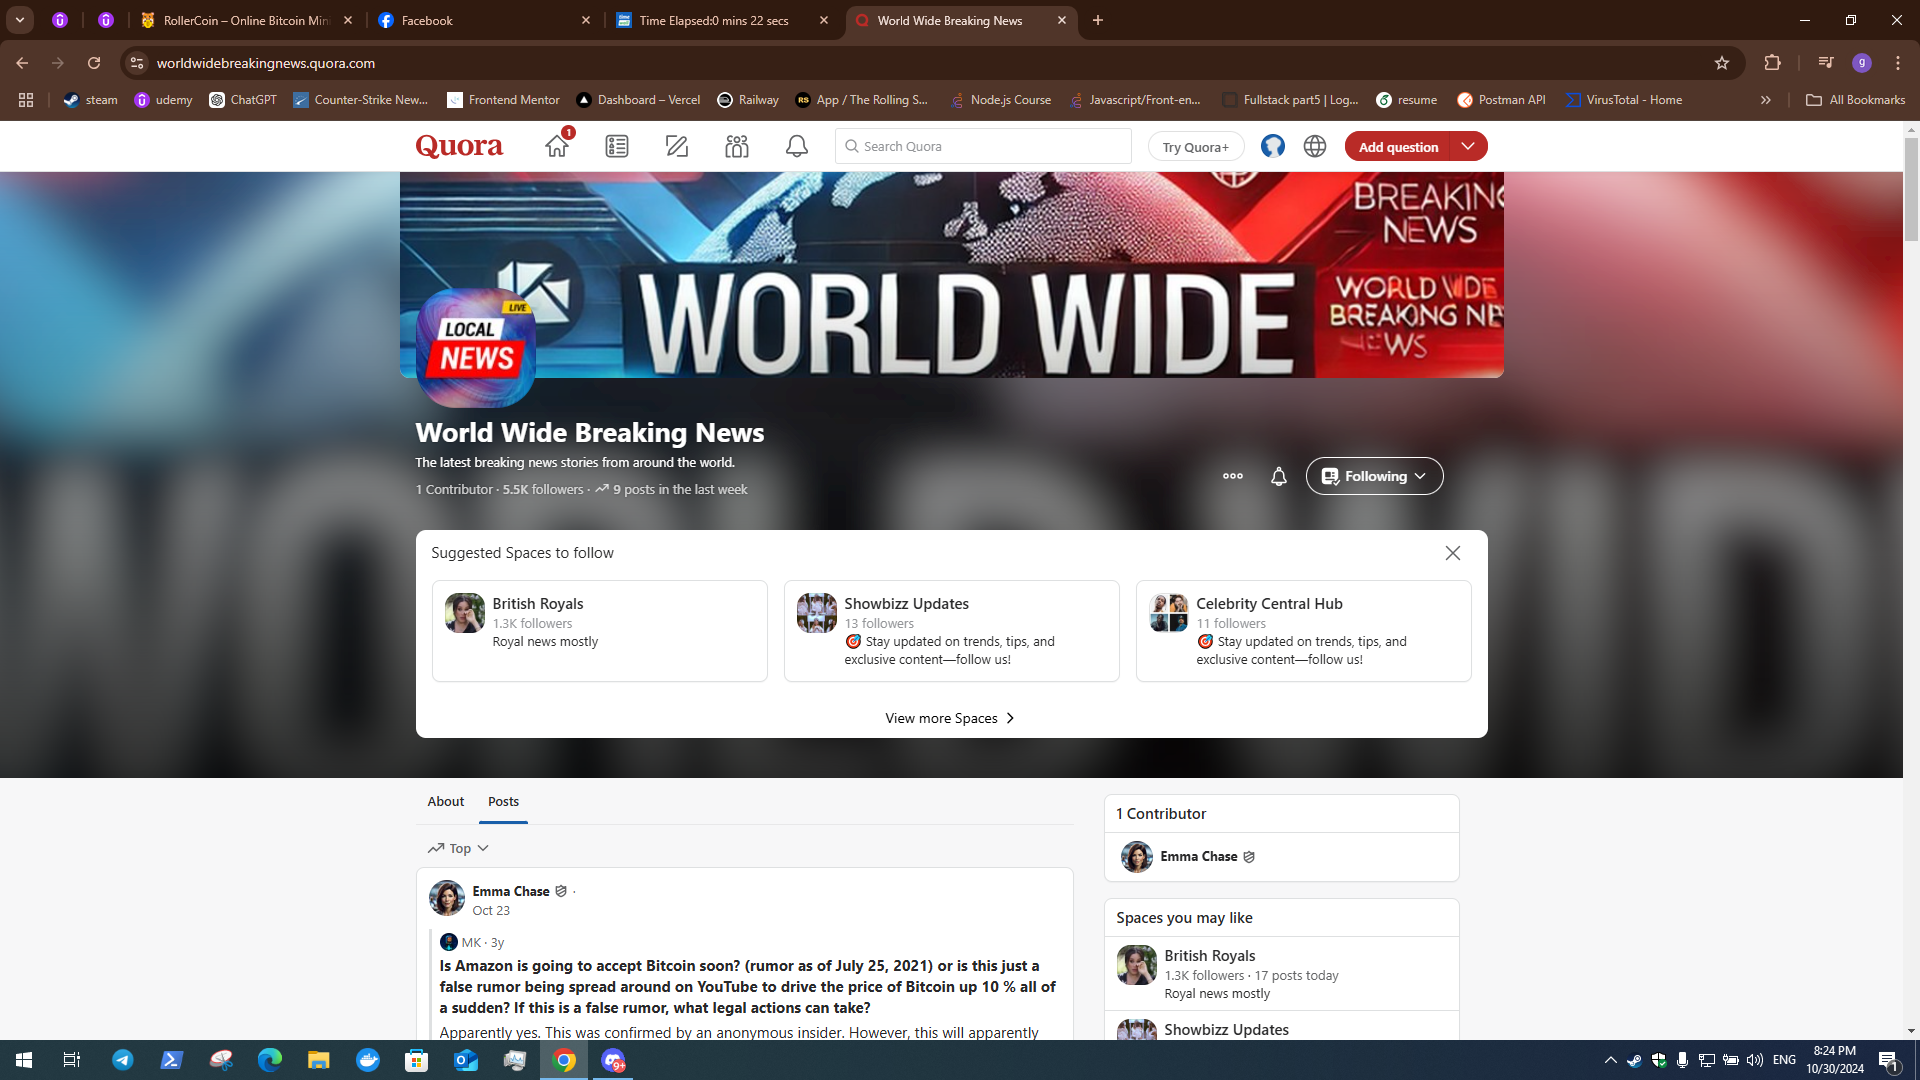 RollerCoin – Online Bitcoin Min
Facebook
Time Elapsed:0 mins 22 secs
World Wide Breaking News
worldwidebreakingnews.quora.com
g
steam
udemy
ChatGPT
Counter-Strike New...
Frontend Mentor
Dashboard – Vercel
Railway
RS
App / The Rolling S...
Node.js Course
Javascript/Front-en...
Fullstack part5 | Log...
resume
Postman API
VirusTotal - Home
All Bookmarks
Quora
1
Search Quora
Try Quora+
Add question
BREAKING
NEWS
WORLD WIDE
WORLD WIDE
BREAKING NE
LIVE
LOCAL
NEWS
World Wide Breaking News
The latest breaking news stories from around the world.
1 Contributor · 5.5K followers · 9 posts in the last week
Following
Suggested Spaces to follow
British Royals
1.3K followers
Royal news mostly
Showbizz Updates
13 followers
🎯 Stay updated on trends, tips, and
exclusive content—follow us!
Celebrity Central Hub
11 followers
🎯 Stay updated on trends, tips, and
exclusive content—follow us!
View more Spaces
About
Posts
Top
Emma Chase ·
Oct 23
MK · 3y
Is Amazon is going to accept Bitcoin soon? (rumor as of July 25, 2021) or is this just a
false rumor being spread around on YouTube to drive the price of Bitcoin up 10 % all of
a sudden? If this is a false rumor, what legal actions can take?
Apparently yes. This was confirmed by an anonymous insider. However, this will apparently
1 Contributor
Emma Chase
Spaces you may like
British Royals
1.3K followers · 17 posts today
Royal news mostly
Showbizz Updates
9+
ENG
8:24 PM
10/30/2024
1